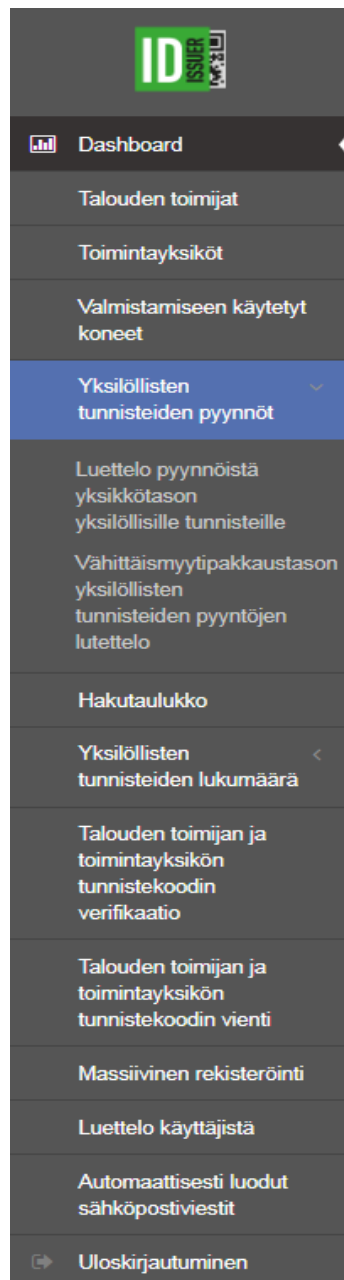 ID
ISSUER
Dashboard
Talouden toimijat
Toimintayksiköt
Valmistamiseen käytetyt
koneet
Yksilöllisten
tunnisteiden pyynnöt
Luettelo pyynnöistä
yksikkötason
yksilöllisille tunnisteille
Vähittäismyytipakkaustason
yksilöllisten
tunnisteiden pyyntöjen
lutettelo
Hakutaulukko
Yksilöllisten
tunnisteiden lukumäärä
Talouden toimijan ja
toimintayksikön
tunnistekoodin
verifikaatio
Talouden toimijan ja
toimintayksikön
tunnistekoodin vienti
Massiivinen rekisteröinti
Luettelo käyttäjistä
Automaattisesti luodut
sähköpostiviestit
Uloskirjautuminen